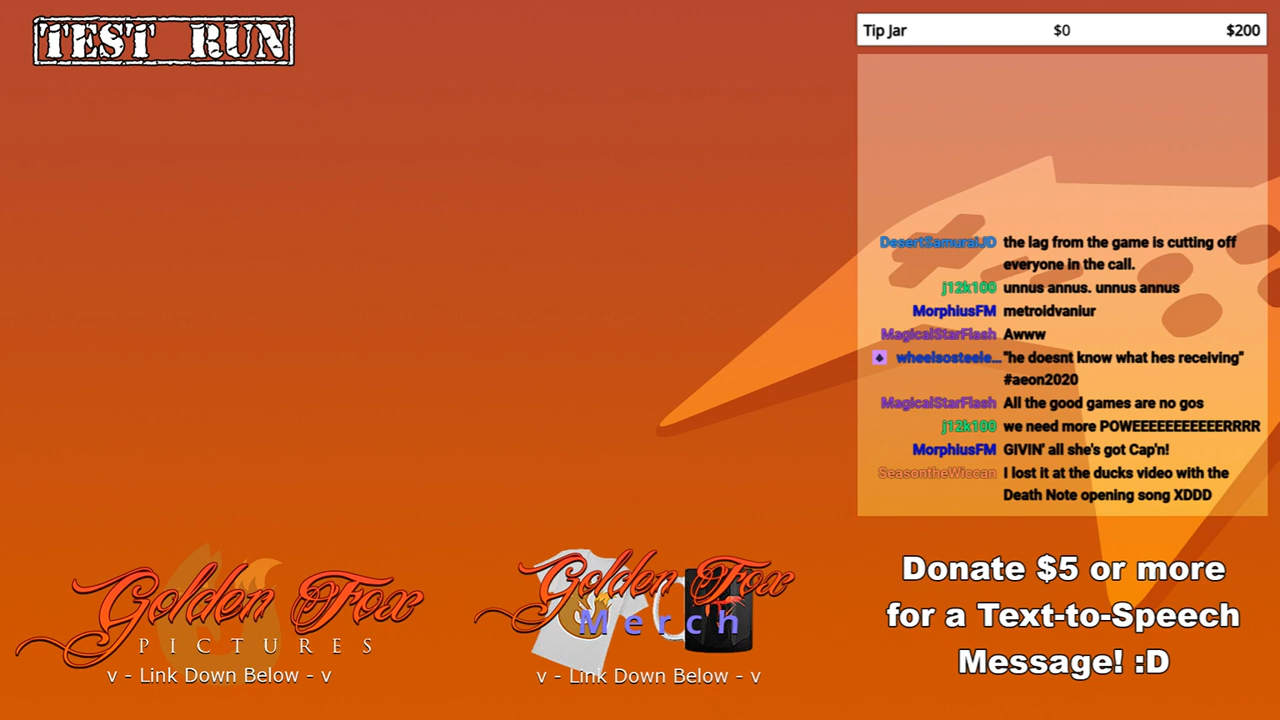 TEST RUN
Tip Jar $0 $200
DesertSamuraiJD the lag from the game is cutting off
everyone in the call.
j12k100 unnus annus. unnus annus
MorphiusFM metroidvaniur
MagicalStarFlash Awww
wheelsosteele... "he doesnt know what hes receiving"
#aeon2020
MagicalStarFlash All the good games are no gos
j12k100 we need more POWEEEEEEEEEEERRRR
MorphiusFM GIVIN' all she's got Cap'n!
SeasontheWiccan I lost it at the ducks video with the
Death Note opening song XDDD
Golden Fox
PICTURES
v - Link Down Below - v
Golden Fox
Merch
v - Link Down Below - v
Donate $5 or more
for a Text-to-Speech
Message! :D